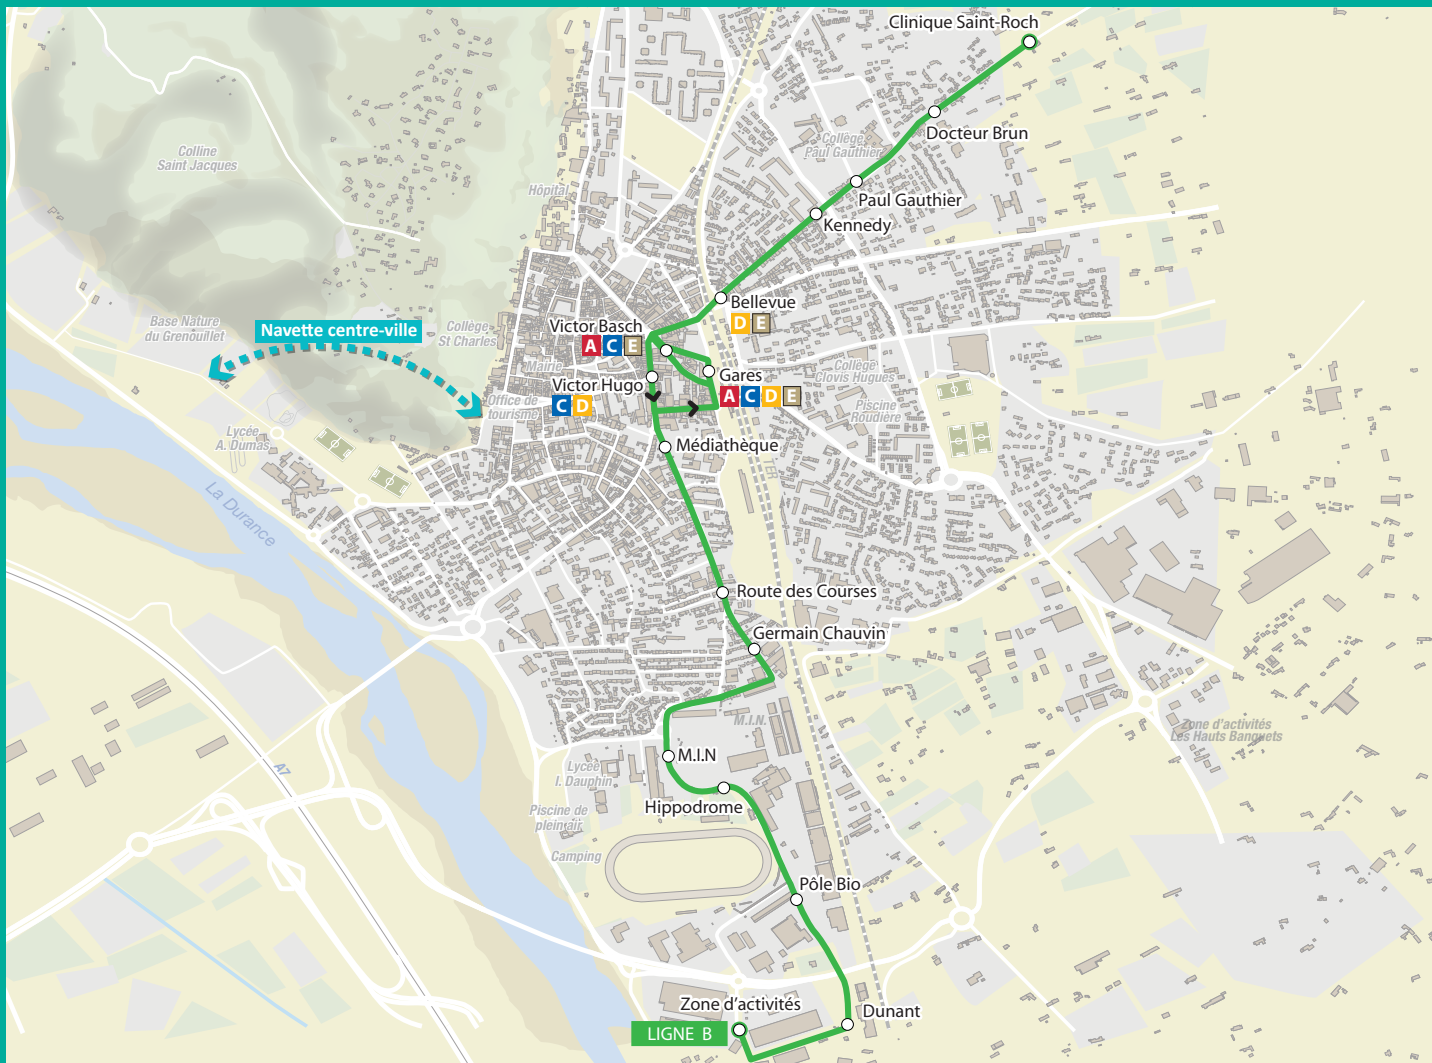 Clinique Saint-Roch
Docteur Brun
Collège
Paul Gauthier
Colline
Saint Jacques
Hôpital
Paul Gauthier
Kennedy
Bellevue
D E
Base Nature
du Grenouillet
Navette centre-ville
Collège
St Charles
Victor Basch
A C E
Maine
Gares
A C D E
Collège
Clovis Hugues
Victor Hugo
C D
Office de
tourisme
Piscine
Roudière
Lycée
A. Dumas
Médiathèque
La Durance
Route des Courses
Germain Chauvin
M.I.N.
Zone d'activités
Les Hauts Banquets
A7
Lycée
I. Dauphin
M.I.N
Hippodrome
Piscine de
plein air
Camping
Pôle Bio
Zone d'activités
Dunant
LIGNE B